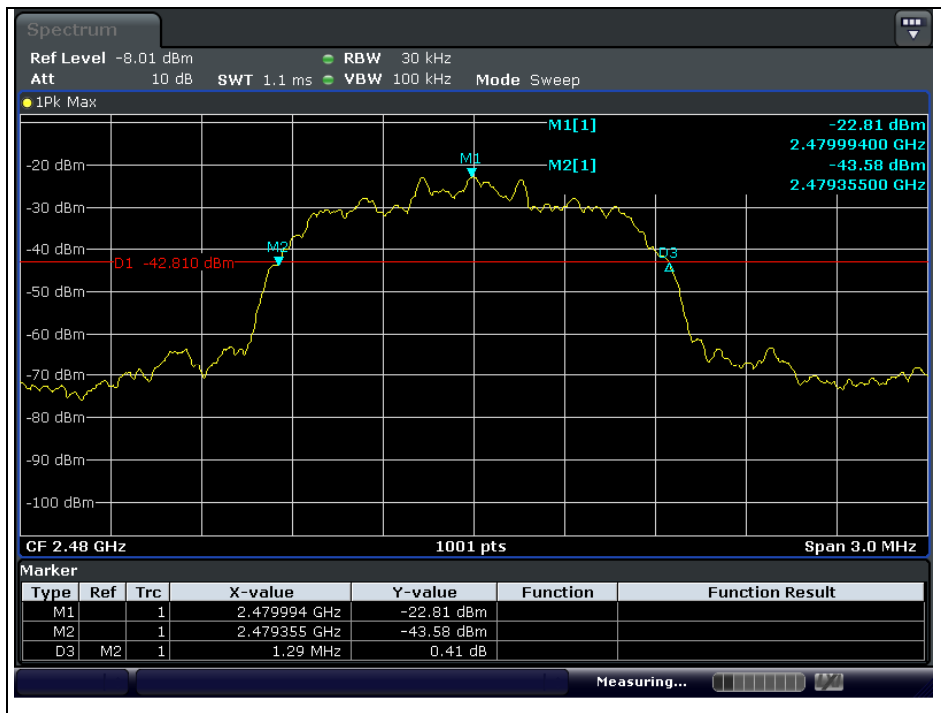 Spectrum
Ref Level -8.01 dBm RBW 30 kHz
Att 10 dB SWT 1.1 ms VBW 100 kHz Mode Sweep
1Pk Max
M1[1] -22.81 dBm
2.47999400 GHz
M2[1] -43.58 dBm
2.47935500 GHz
M1
-20 dBm
-30 dBm
-40 dBm
M2
D3
D1 -42.810 dBm
-50 dBm
-60 dBm
-70 dBm
-80 dBm
-90 dBm
-100 dBm
CF 2.48 GHz 1001 pts Span 3.0 MHz
Marker
Type Ref Trc X-value Y-value Function Function Result
M1 1 2.479994 GHz -22.81 dBm
M2 1 2.479355 GHz -43.58 dBm
D3 M2 1 1.29 MHz 0.41 dB
Measuring...